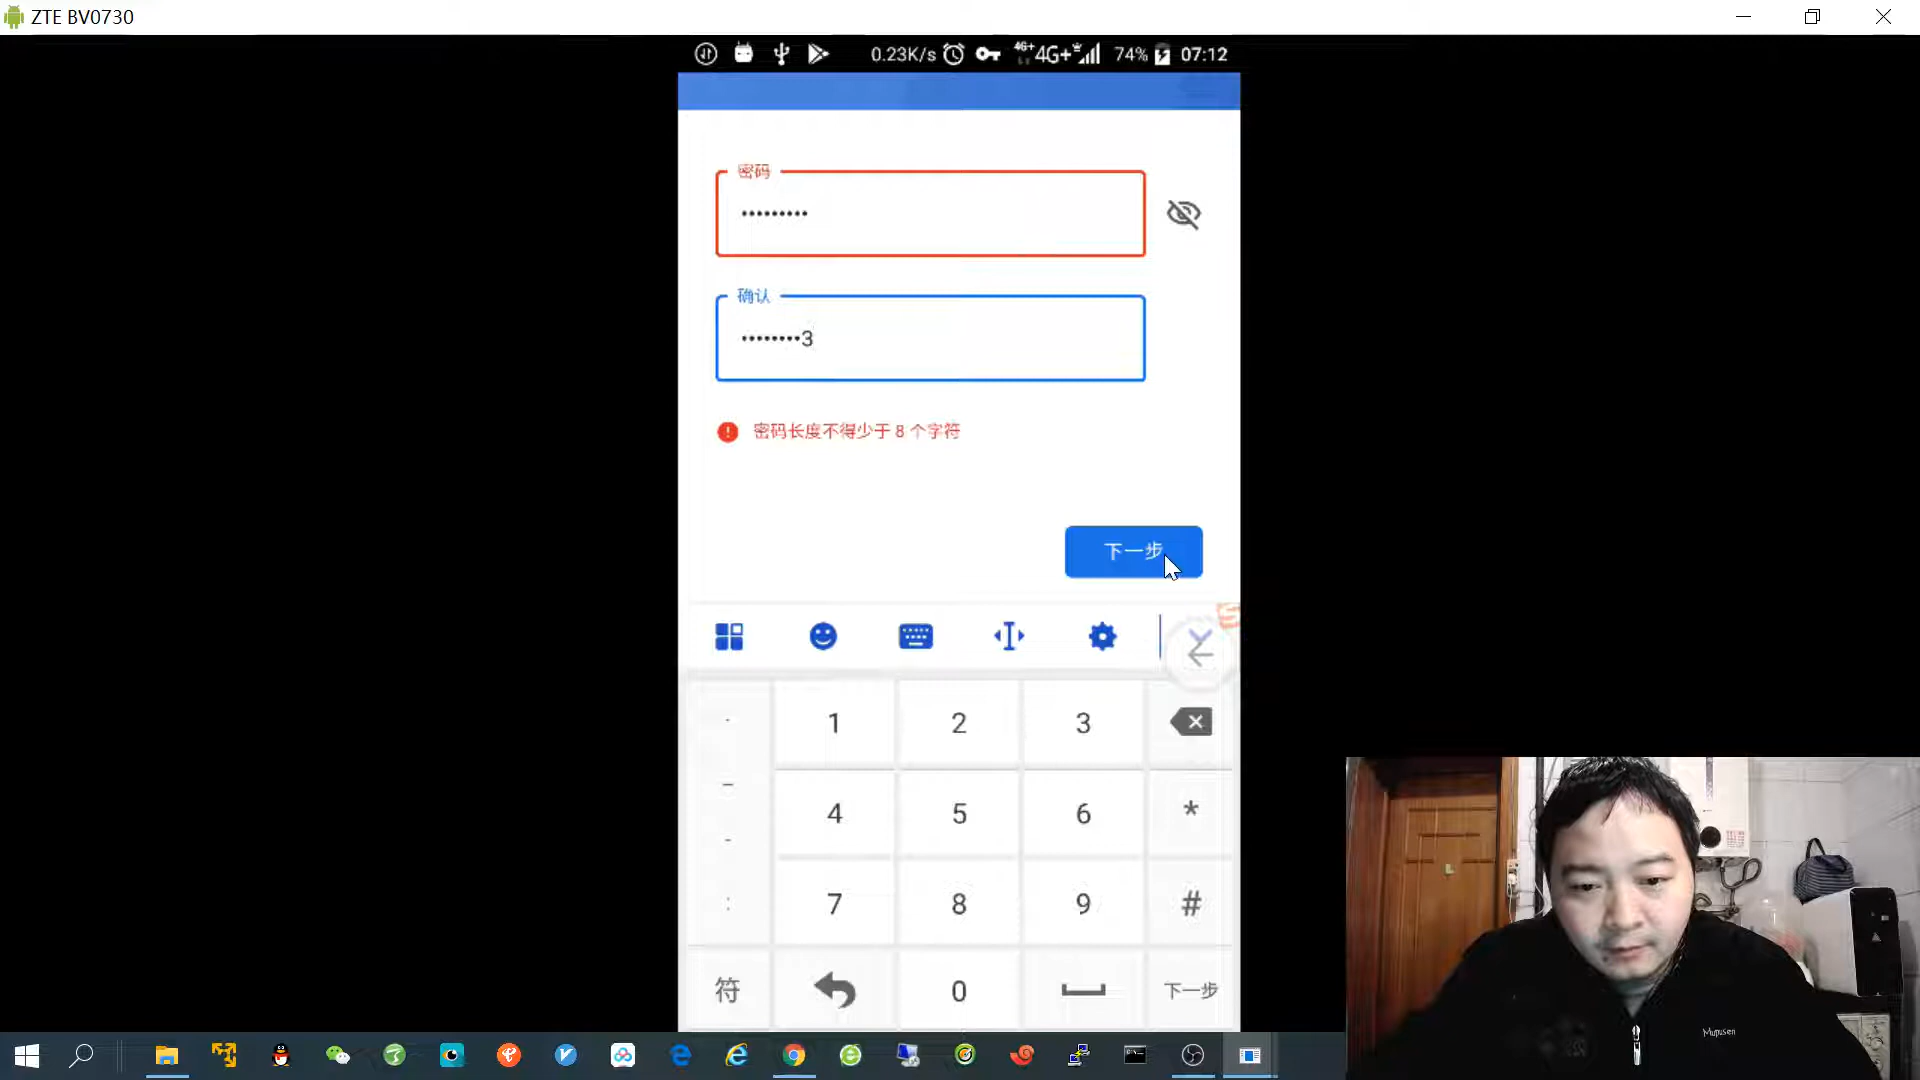 ZTE BV0730
0.23K/s 4G+ 4G+ 74% 07:12
密码
•••••••••
确认
••••••••3
密码长度不得少于 8 个字符
下一步
1 2 3
4 5 6 *
7 8 9 #
符 0 下一步
Mupusen